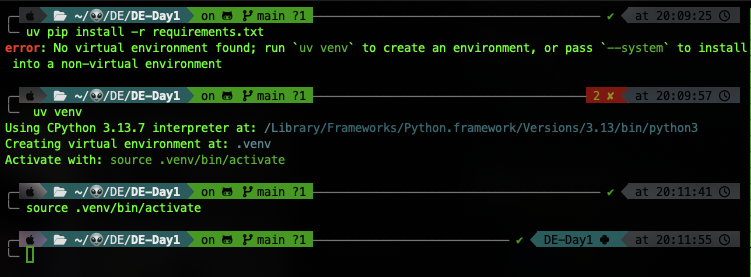 ~/👽/DE/DE-Day1 on main ?1 ✔ at 20:09:25
uv pip install -r requirements.txt
error: No virtual environment found; run `uv venv` to create an environment, or pass `--system` to install
into a non-virtual environment
~/👽/DE/DE-Day1 on main ?1 2 ✘ at 20:09:57
uv venv
Using CPython 3.13.7 interpreter at: /Library/Frameworks/Python.framework/Versions/3.13/bin/python3
Creating virtual environment at: .venv
Activate with: source .venv/bin/activate
~/👽/DE/DE-Day1 on main ?1 ✔ at 20:11:41
source .venv/bin/activate
~/👽/DE/DE-Day1 on main ?1 ✔ DE-Day1 at 20:11:55